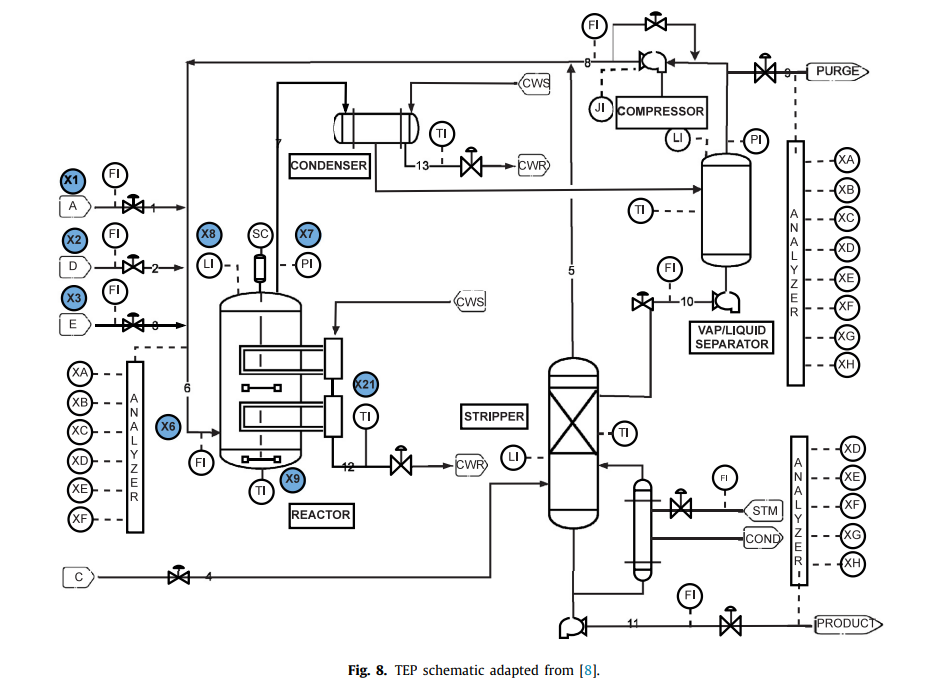 FI
8
9
PURGE
CWS
JI
COMPRESSOR
LI
PI
TI
7
CONDENSER
13
CWR
X1
FI
A
1
X2
FI
D
2
X3
FI
E
3
X8
SC
X7
LI
PI
TI
5
FI
10
CWS
VAP/LIQUID
SEPARATOR
ANALYZER
XA
XB
XC
XD
XE
XF
XG
XH
6
XA
XB
XC
XD
XE
XF
ANALYZER
X21
TI
X6
FI
12
CWR
X9
TI
REACTOR
STRIPPER
TI
LI
FI
STM
COND
ANALYZER
XD
XE
XF
XG
XH
C
4
FI
11
PRODUCT
Fig. 8. TEP schematic adapted from [8].